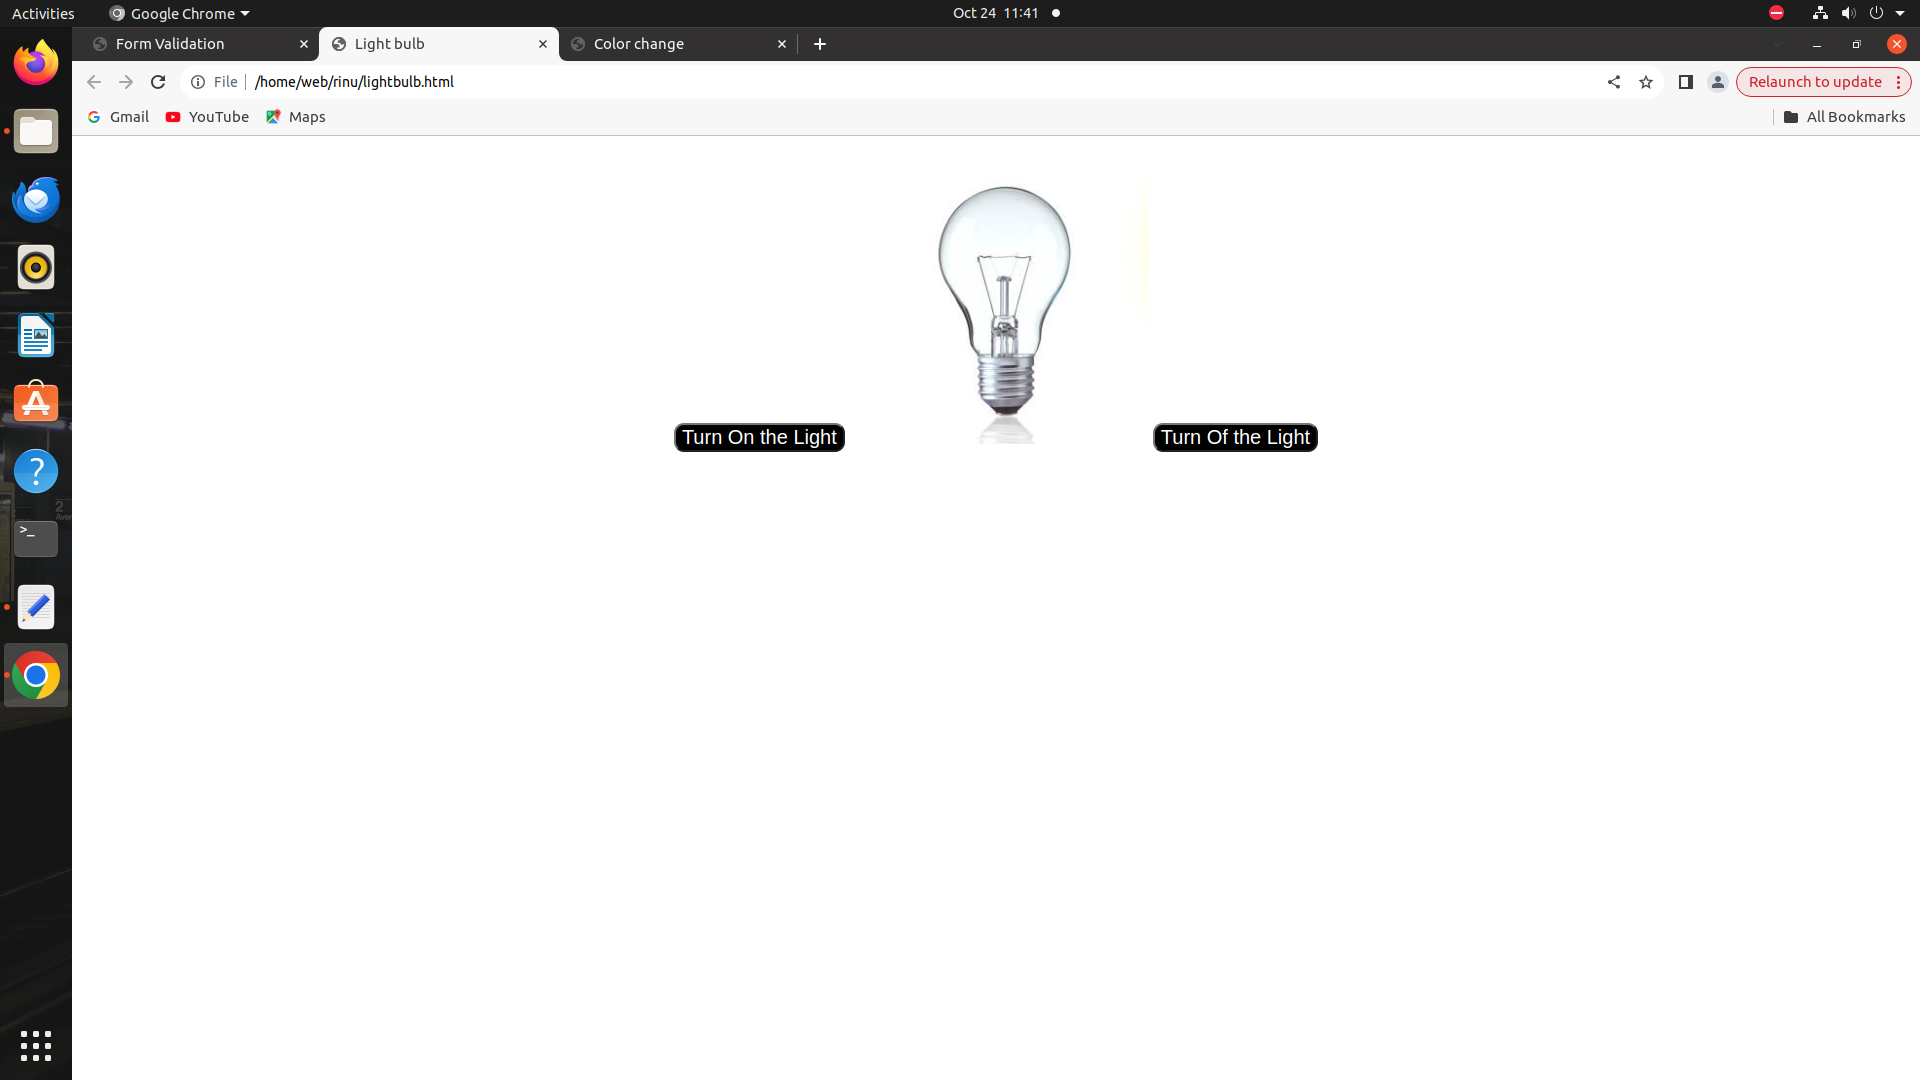 Activities Google Chrome Oct 24 11:41
Form Validation Light bulb Color change
File /home/web/rinu/lightbulb.html Relaunch to update
Gmail YouTube Maps All Bookmarks
Turn On the Light Turn Of the Light